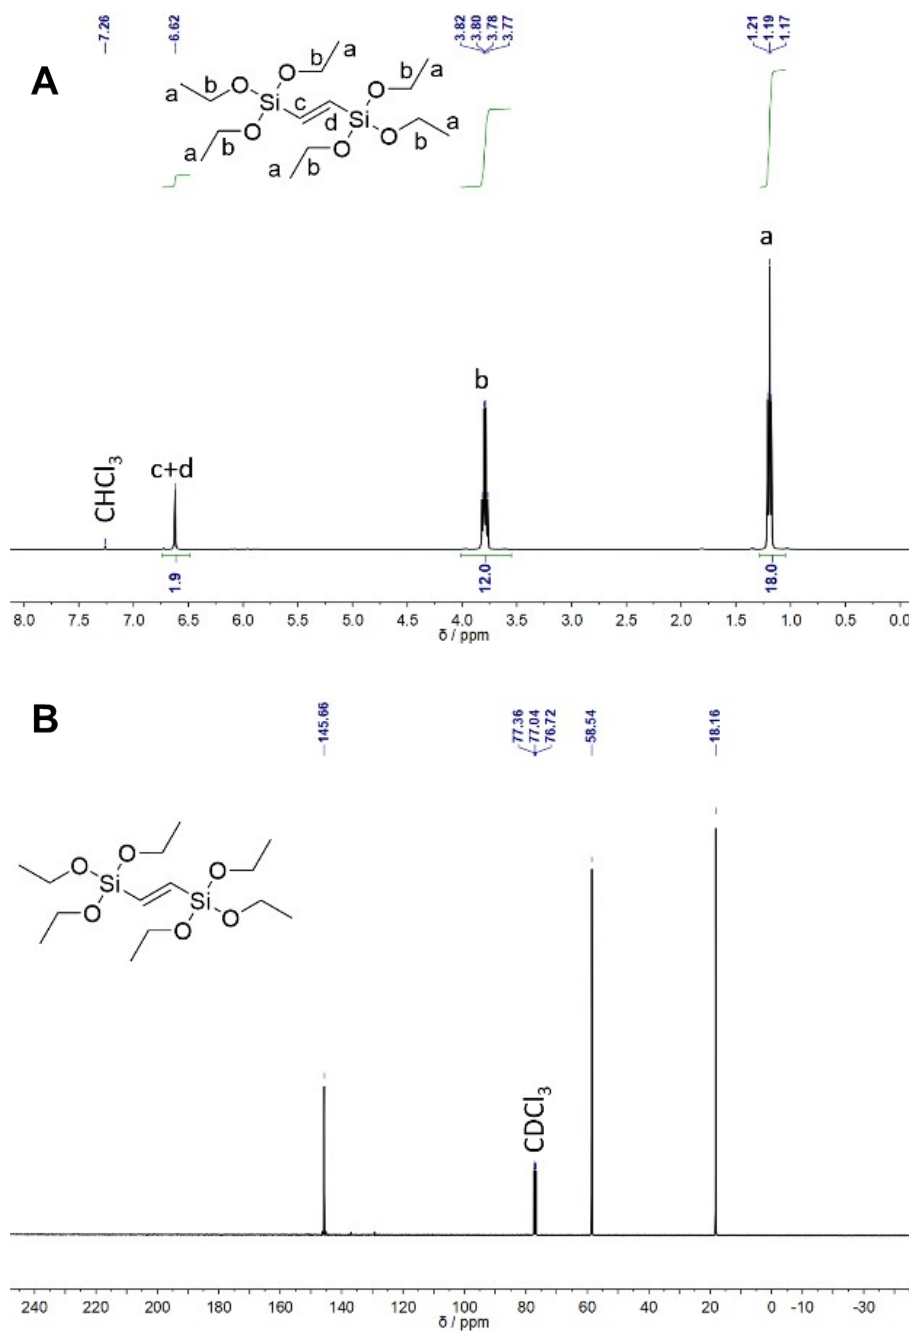 7.26
6.62
3.82
3.80
3.78
3.77
1.21
1.19
1.17
A
a b O O b a
Si
O b a
c
d
Si
O b a
a b O
O b a
a
b
c+d
CHCl3
1.9
12.0
18.0
8.0 7.5 7.0 6.5 6.0 5.5 5.0 4.5 4.0 3.5 3.0 2.5 2.0 1.5 1.0 0.5 0.0
δ / ppm
B
145.66
77.36
77.04
76.72
58.54
18.16
O O
Si
O
O
Si
O
O
CDCl3
240 220 200 180 160 140 120 100 80 60 40 20 0 -10 -30
δ / ppm